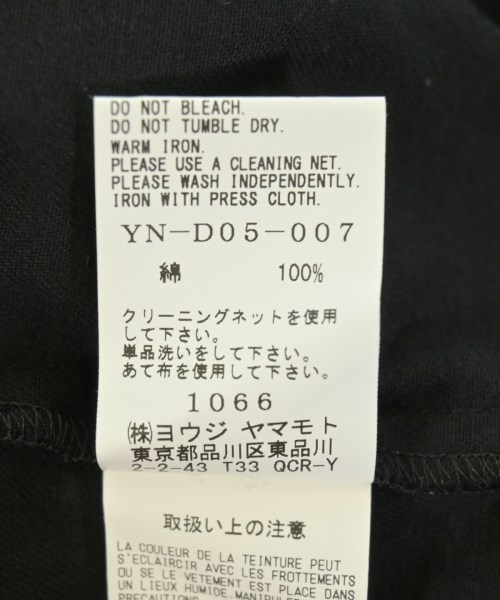 DO NOT BLEACH.
DO NOT TUMBLE DRY.
WARM IRON.
PLEASE USE A CLEANING NET.
PLEASE WASH INDEPENDENTLY.
IRON WITH PRESS CLOTH.
YN-D05-007
綿 100%
クリーニングネットを使用
して下さい。
単品洗いをして下さい。
あて布を使用して下さい。
1066
㈱ヨウジ ヤマモト
東京都品川区東品川
2-2-43 T33 QCR-Y
取扱い上の注意
LA COULEUR DE LA TEINTURE PEUT
S'ECLAIRCIR AVEC LES FROTTEMENTS
OU SE LE VETEMENT EST PLACE DANS
UN LIEUX HUMIDE.